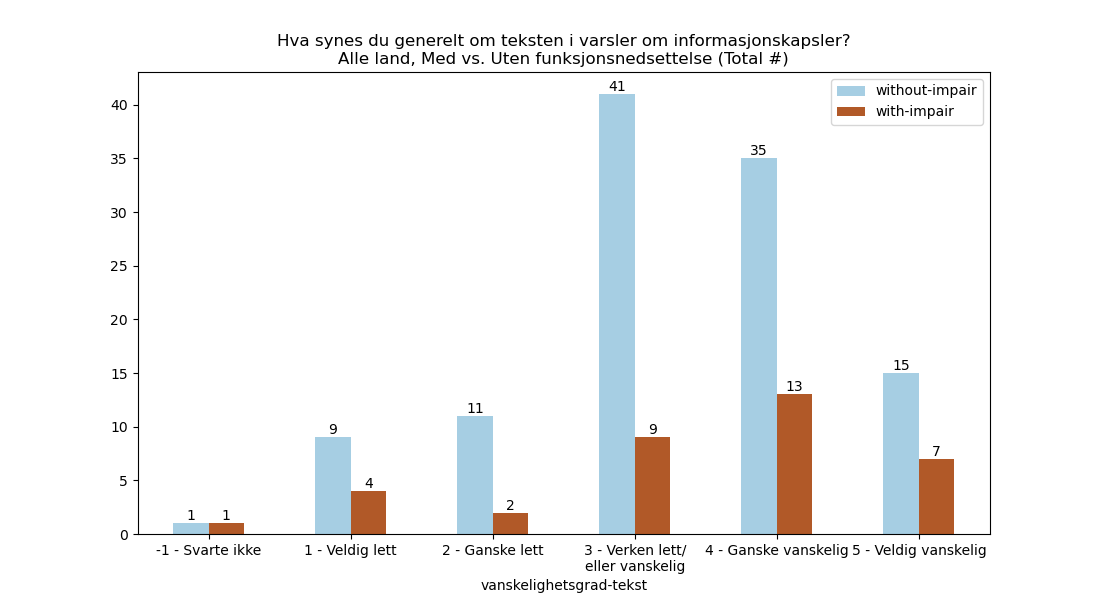 Hva synes du generelt om teksten i varsler om informasjonskapsler?
Alle land, Med vs. Uten funksjonsnedsettelse (Total #)
without-impair
with-impair
40
35
30
25
20
15
10
5
0
1
1
9
4
11
2
41
9
35
13
15
7
-1 - Svarte ikke
1 - Veldig lett
2 - Ganske lett
3 - Verken lett/
eller vanskelig
4 - Ganske vanskelig
5 - Veldig vanskelig
vanskelighetsgrad-tekst